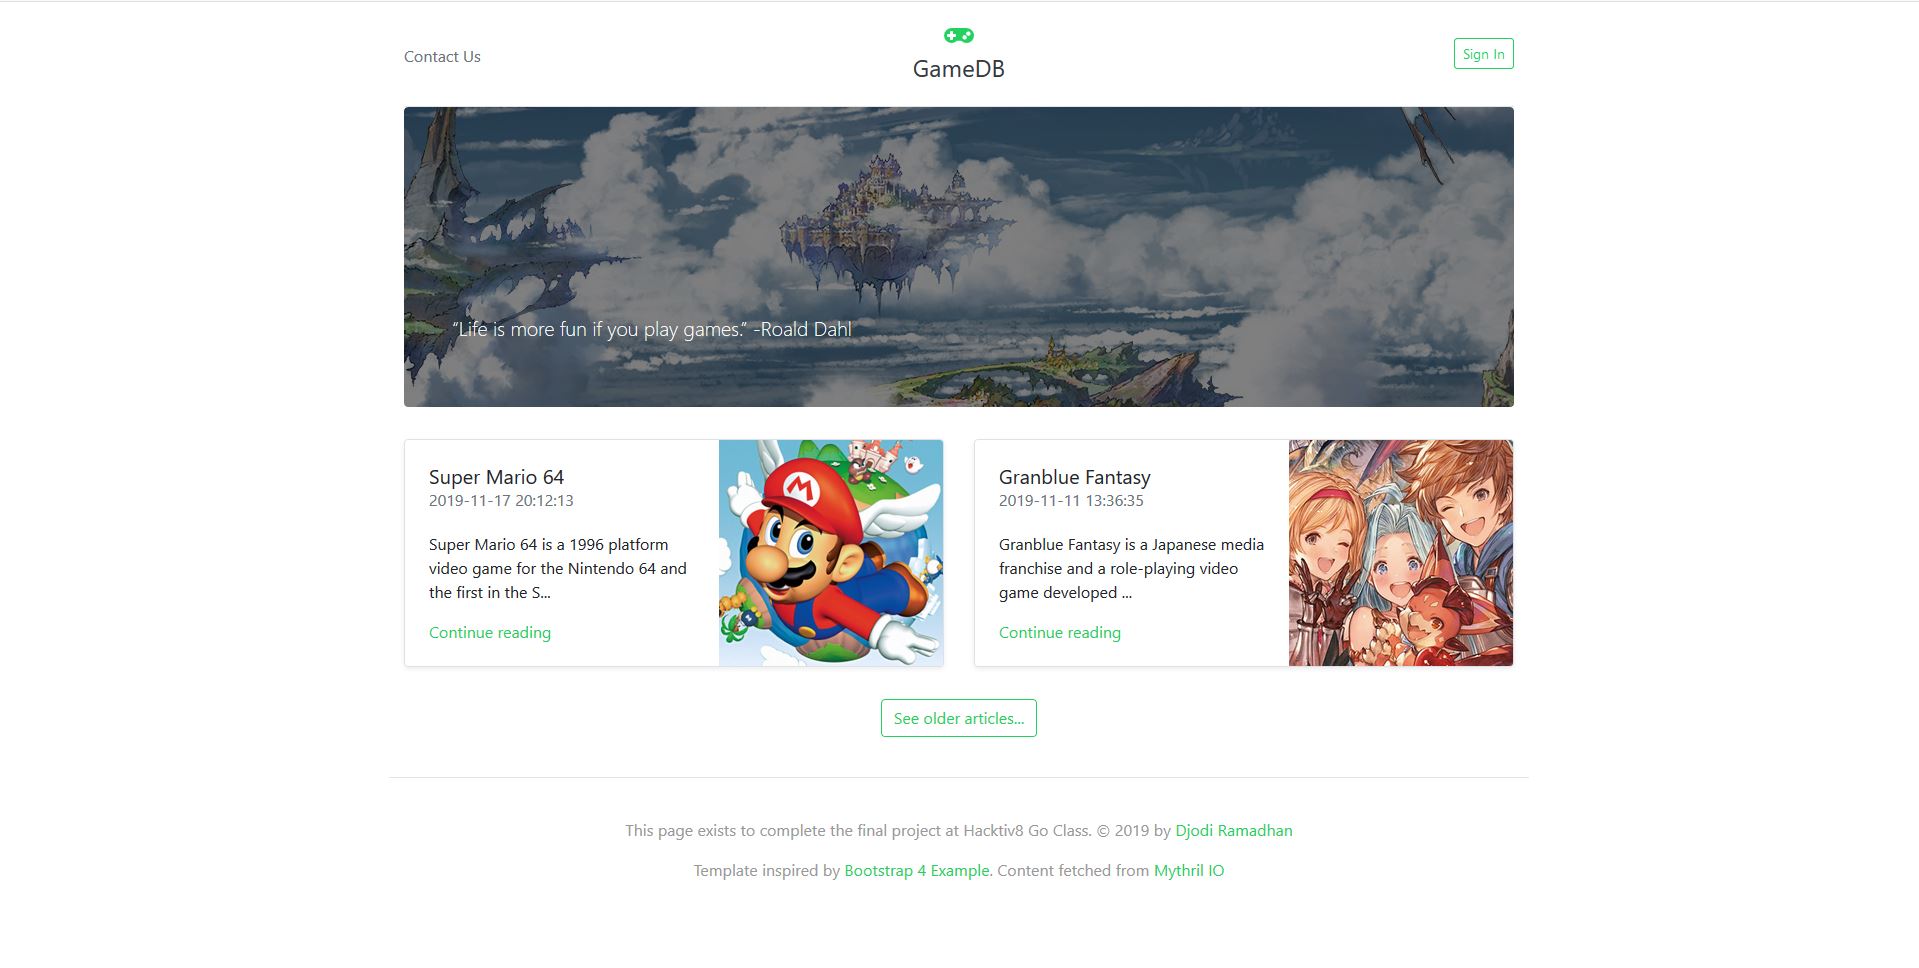 Contact Us
GameDB
Sign In
“Life is more fun if you play games.” -Roald Dahl
Super Mario 64
2019-11-17 20:12:13
Super Mario 64 is a 1996 platform
video game for the Nintendo 64 and
the first in the S...
Continue reading
Granblue Fantasy
2019-11-11 13:36:35
Granblue Fantasy is a Japanese media
franchise and a role-playing video
game developed ...
Continue reading
See older articles...
This page exists to complete the final project at Hacktiv8 Go Class. © 2019 by Djodi Ramadhan
Template inspired by Bootstrap 4 Example. Content fetched from Mythril IO